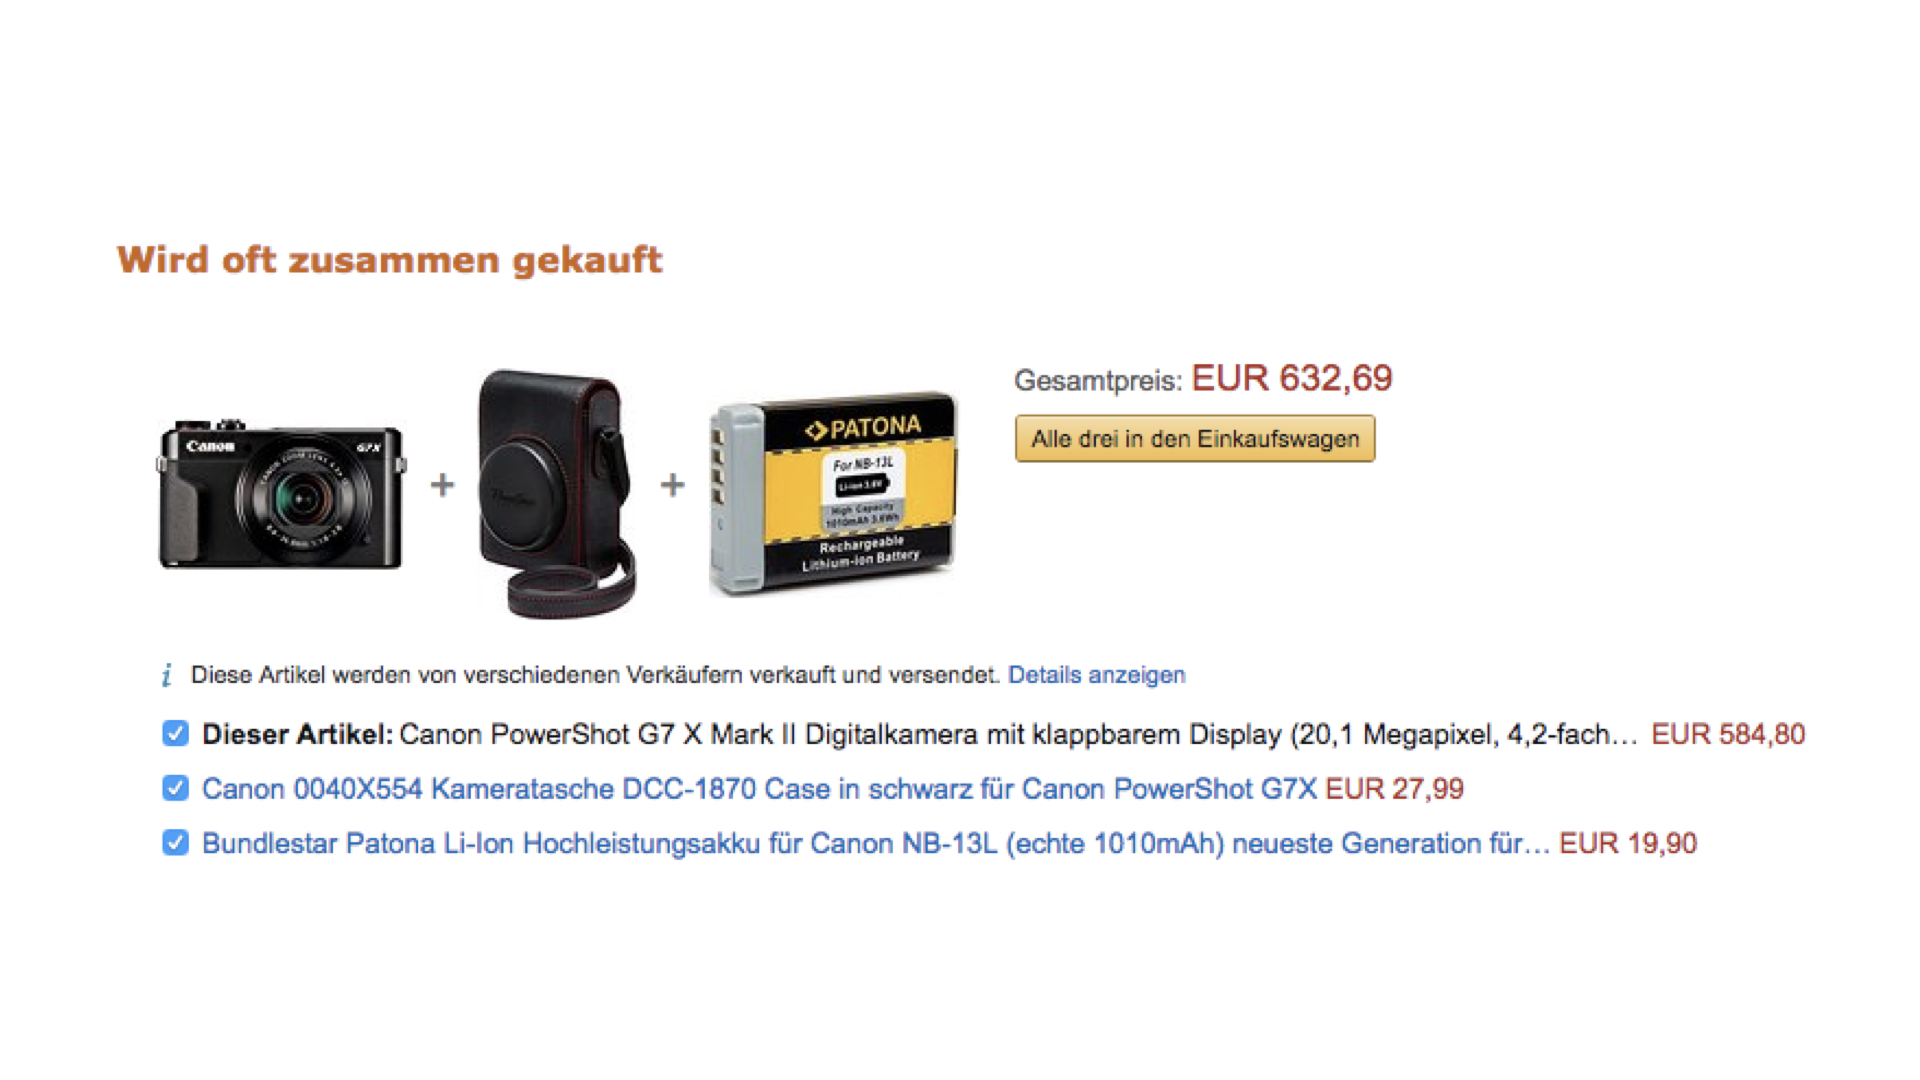 Wird oft zusammen gekauft
Canon
G7X
PATONA
For NB-13L
Li-ion 3.6V
High Capacity
1010mAh 3.6Wh
Rechargeable
Lithium-ion Battery
Gesamtpreis: EUR 632,69
Alle drei in den Einkaufswagen
i Diese Artikel werden von verschiedenen Verkäufern verkauft und versendet. Details anzeigen
Dieser Artikel: Canon PowerShot G7 X Mark II Digitalkamera mit klappbarem Display (20,1 Megapixel, 4,2-fach… EUR 584,80
Canon 0040X554 Kameratasche DCC-1870 Case in schwarz für Canon PowerShot G7X EUR 27,99
Bundlestar Patona Li-Ion Hochleistungsakku für Canon NB-13L (echte 1010mAh) neueste Generation für… EUR 19,90